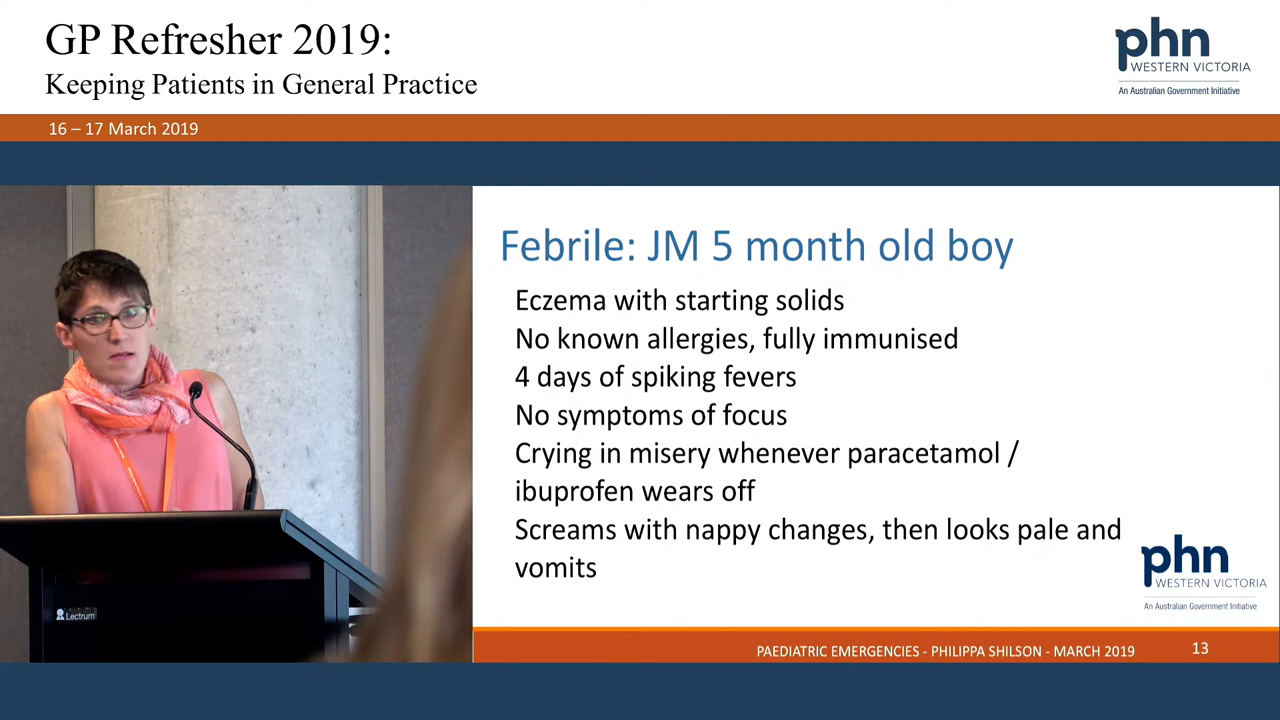 GP Refresher 2019:
Keeping Patients in General Practice
phn
WESTERN VICTORIA
An Australian Government Initiative
16 – 17 March 2019
Febrile: JM 5 month old boy
Eczema with starting solids
No known allergies, fully immunised
4 days of spiking fevers
No symptoms of focus
Crying in misery whenever paracetamol /
ibuprofen wears off
Screams with nappy changes, then looks pale and
vomits
phn
WESTERN VICTORIA
An Australian Government Initiative
Lectrum
PAEDIATRIC EMERGENCIES - PHILIPPA SHILSON - MARCH 2019
13